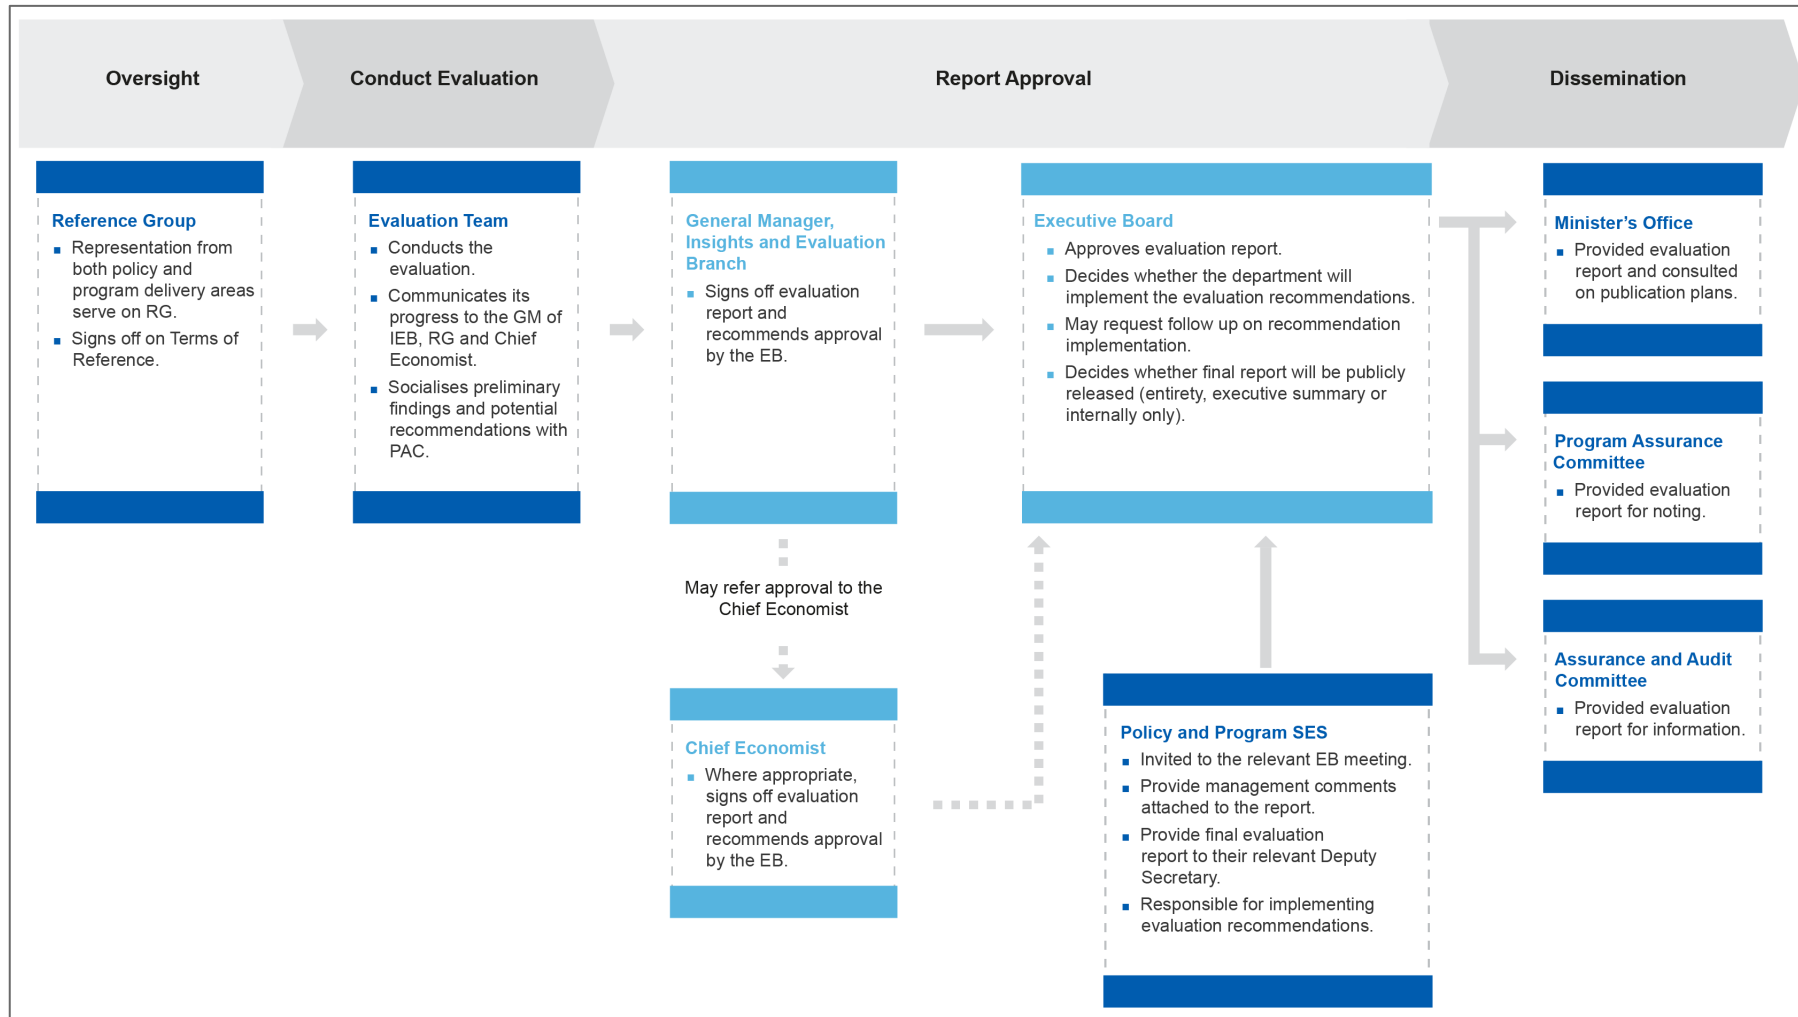 Oversight
Conduct Evaluation
Report Approval
Dissemination
Reference Group
Representation from
both policy and
program delivery areas
serve on RG.
Signs off on Terms of
Reference.
Evaluation Team
Conducts the
evaluation.
Communicates its
progress to the GM of
IEB, RG and Chief
Economist.
Socialises preliminary
findings and potential
recommendations with
PAC.
General Manager,
Insights and Evaluation
Branch
Signs off evaluation
report and
recommends approval
by the EB.
May refer approval to the
Chief Economist
Chief Economist
Where appropriate,
signs off evaluation
report and
recommends approval
by the EB.
Executive Board
Approves evaluation report.
Decides whether the department will
implement the evaluation recommendations.
May request follow up on recommendation
implementation.
Decides whether final report will be publicly
released (entirety, executive summary or
internally only).
Policy and Program SES
Invited to the relevant EB meeting.
Provide management comments
attached to the report.
Provide final evaluation
report to their relevant Deputy
Secretary.
Responsible for implementing
evaluation recommendations.
Minister’s Office
Provided evaluation
report and consulted
on publication plans.
Program Assurance
Committee
Provided evaluation
report for noting.
Assurance and Audit
Committee
Provided evaluation
report for information.